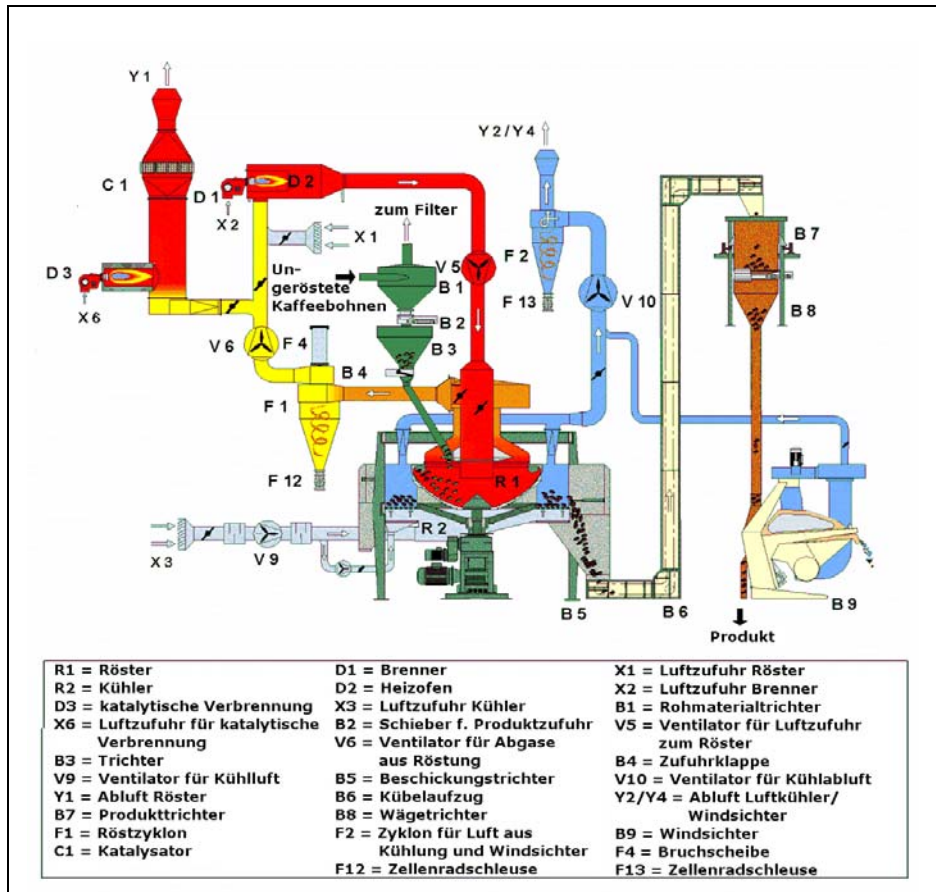 Y 1
Y 2 / Y 4
C 1
D 1
D 2
X 2
zum Filter
X 1
B 7
D 3
V 5
F 2
Un-
geröstete
Kaffeebohnen
B 1
X 6
F 13
V 10
B 2
B 8
V 6
F 4
B 3
B 4
F 1
R 1
F 12
R 2
X 3
V 9
B 5
B 6
B 9
Produkt
R1 = Röster
R2 = Kühler
D3 = katalytische Verbrennung
X6 = Luftzufuhr für katalytische
Verbrennung
B3 = Trichter
V9 = Ventilator für Kühlluft
Y1 = Abluft Röster
B7 = Produkttrichter
F1 = Röstzyklon
C1 = Katalysator
D1 = Brenner
D2 = Heizofen
X3 = Luftzufuhr Kühler
B2 = Schieber f. Produktzufuhr
V6 = Ventilator für Abgase
aus Röstung
B5 = Beschickungstrichter
B6 = Kübelaufzug
B8 = Wägetrichter
F2 = Zyklon für Luft aus
Kühlung und Windsichter
F12 = Zellenradschleuse
X1 = Luftzufuhr Röster
X2 = Luftzufuhr Brenner
B1 = Rohmaterialtrichter
V5 = Ventilator für Luftzufuhr
zum Röster
B4 = Zufuhrklappe
V10 = Ventilator für Kühlabluft
Y2/Y4 = Abluft Luftkühler/
Windsichter
B9 = Windsichter
F4 = Bruchscheibe
F13 = Zellenradschleuse